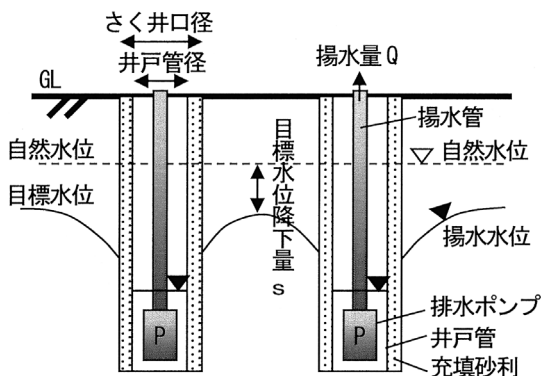 さく井口径
井戸管径
揚水量Q
GL
揚水管
自然水位
自然水位
目標水位
目標水位降下量s
揚水水位
排水ポンプ
P
P
井戸管
充填砂利